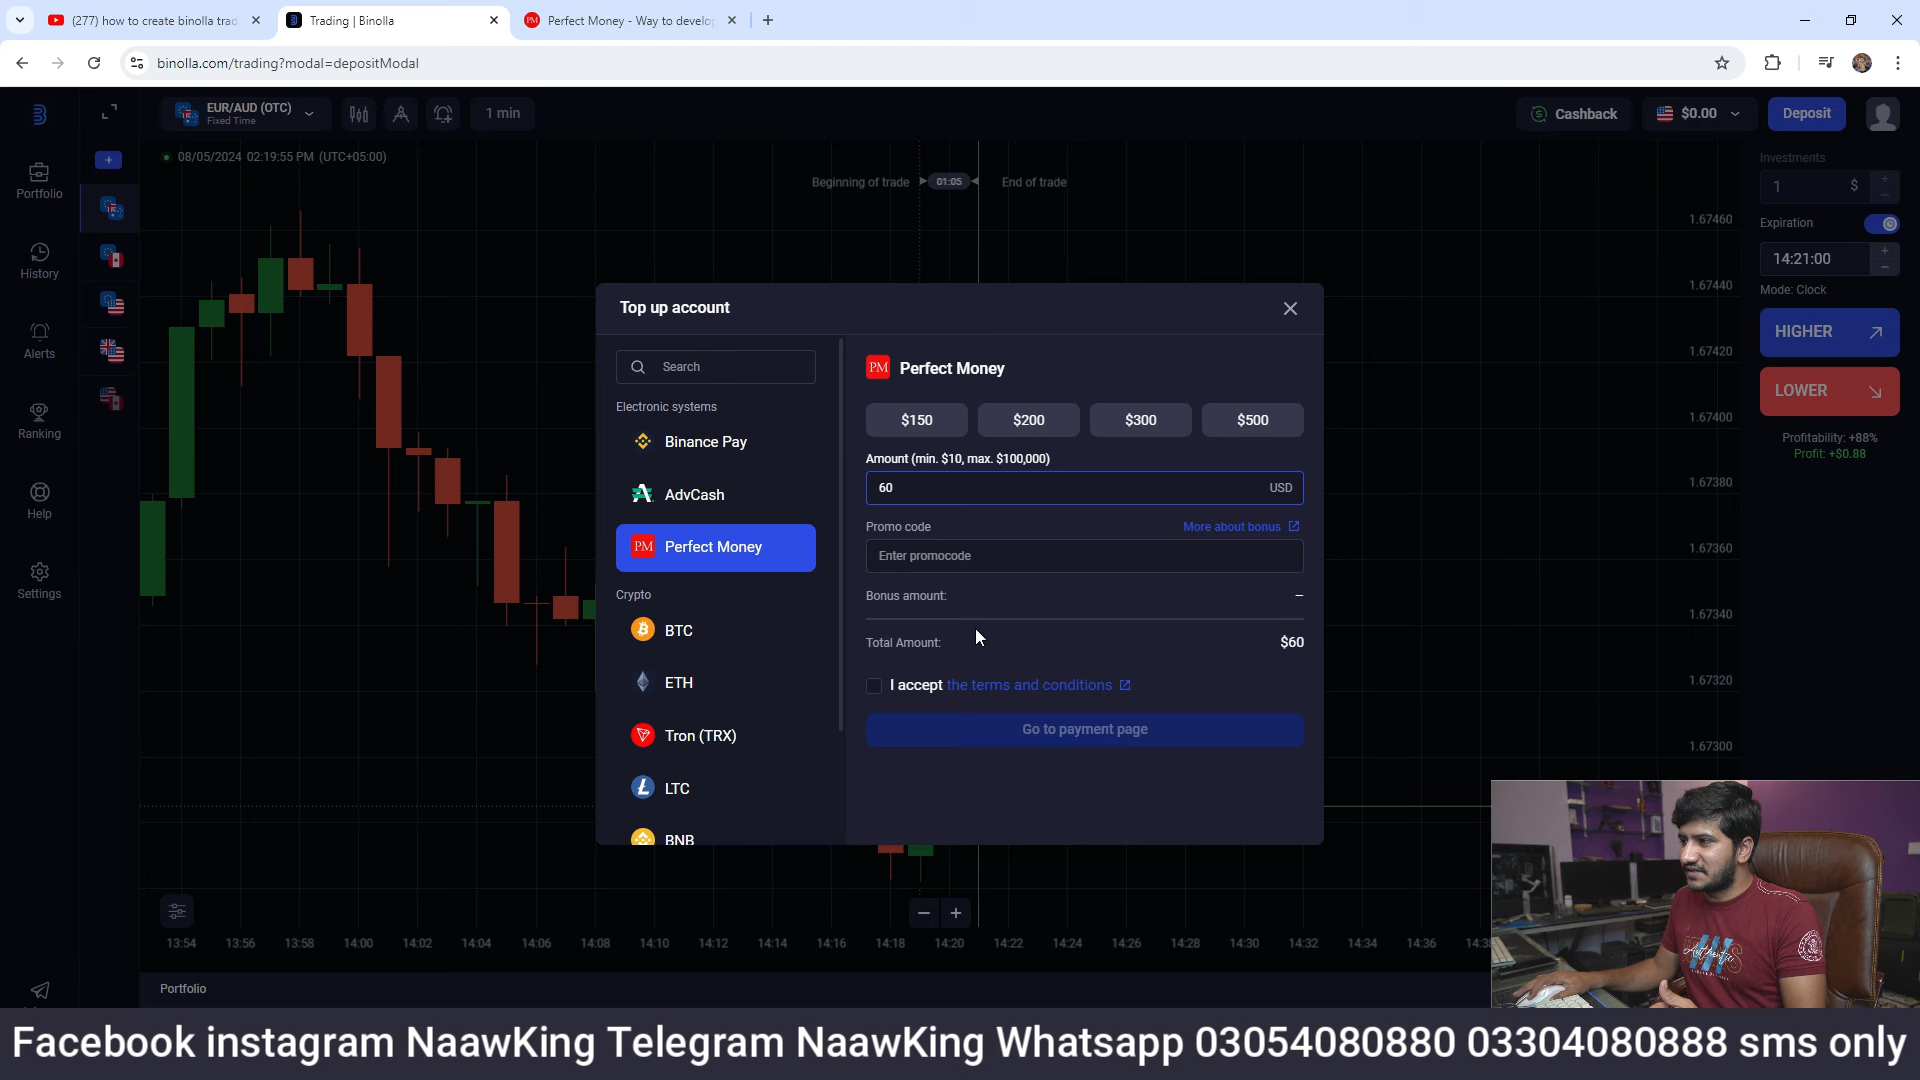 (277) how to create binolla trad
Trading | Binolla
PM Perfect Money - Way to develop
binolla.com/trading?modal=depositModal
EUR/AUD (OTC)
Fixed Time
1 min
Cashback
$0.00
Deposit
08/05/2024 02:19:55 PM (UTC+05:00)
Beginning of trade
01:05
End of trade
Portfolio
History
Alerts
Ranking
Help
Settings
Investments
1 $
Expiration
14:21:00
Mode: Clock
HIGHER
LOWER
Profitability: +88%
Profit: +$0.88
1.67460
1.67440
1.67420
1.67400
1.67380
1.67360
1.67340
1.67320
1.67300
Top up account
Search
Electronic systems
Binance Pay
AdvCash
PM Perfect Money
Crypto
BTC
ETH
Tron (TRX)
LTC
BNB
PM Perfect Money
$150 $200 $300 $500
Amount (min. $10, max. $100,000)
60 USD
Promo code
More about bonus
Enter promocode
Bonus amount: –
Total Amount: $60
I accept the terms and conditions
Go to payment page
13:54 13:56 13:58 14:00 14:02 14:04 14:06 14:08 14:10 14:12 14:14 14:16 14:18 14:20 14:22 14:24 14:26 14:28 14:30 14:32 14:34 14:36
Portfolio
Facebook instagram NaawKing Telegram NaawKing Whatsapp 03054080880 03304080888 sms only